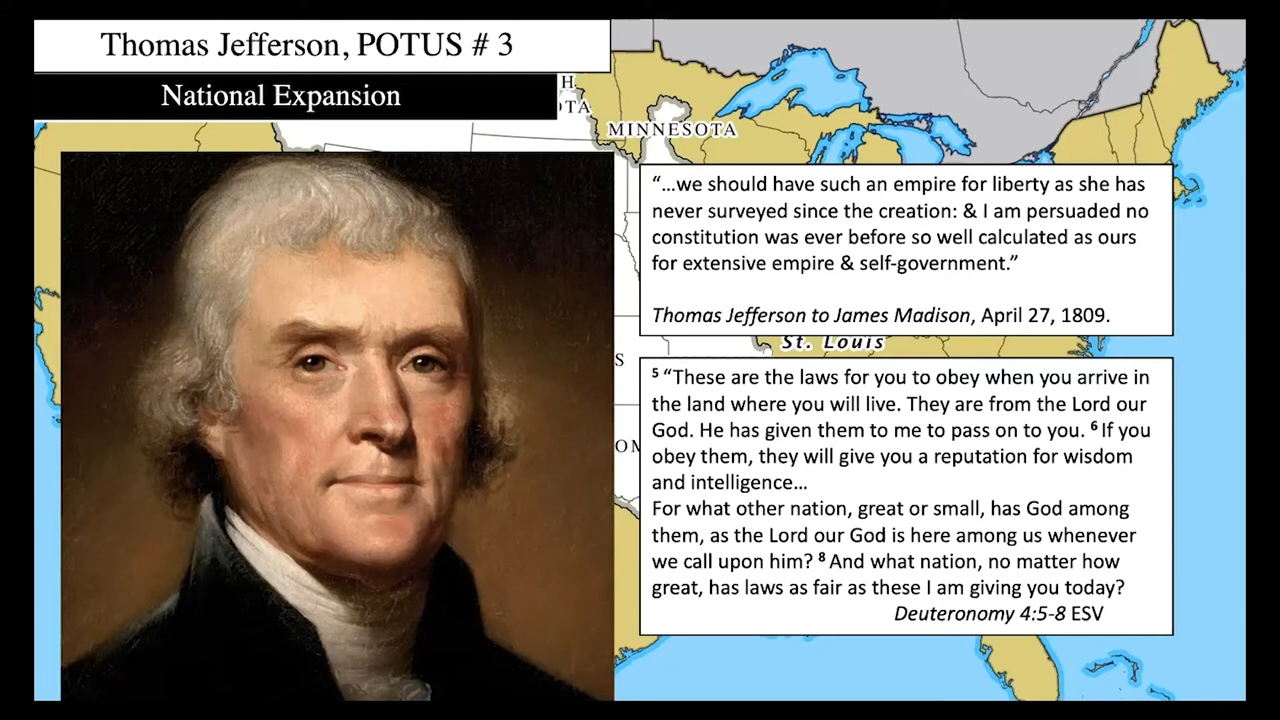 Thomas Jefferson, POTUS # 3
National Expansion
H
OTA
MINNESOTA
“…we should have such an empire for liberty as she has
never surveyed since the creation: & I am persuaded no
constitution was ever before so well calculated as ours
for extensive empire & self-government.”
Thomas Jefferson to James Madison, April 27, 1809.
St. Louis
S
OM
⁵ “These are the laws for you to obey when you arrive in
the land where you will live. They are from the Lord our
God. He has given them to me to pass on to you. ⁶ If you
obey them, they will give you a reputation for wisdom
and intelligence…
For what other nation, great or small, has God among
them, as the Lord our God is here among us whenever
we call upon him? ⁸ And what nation, no matter how
great, has laws as fair as these I am giving you today?
Deuteronomy 4:5-8 ESV